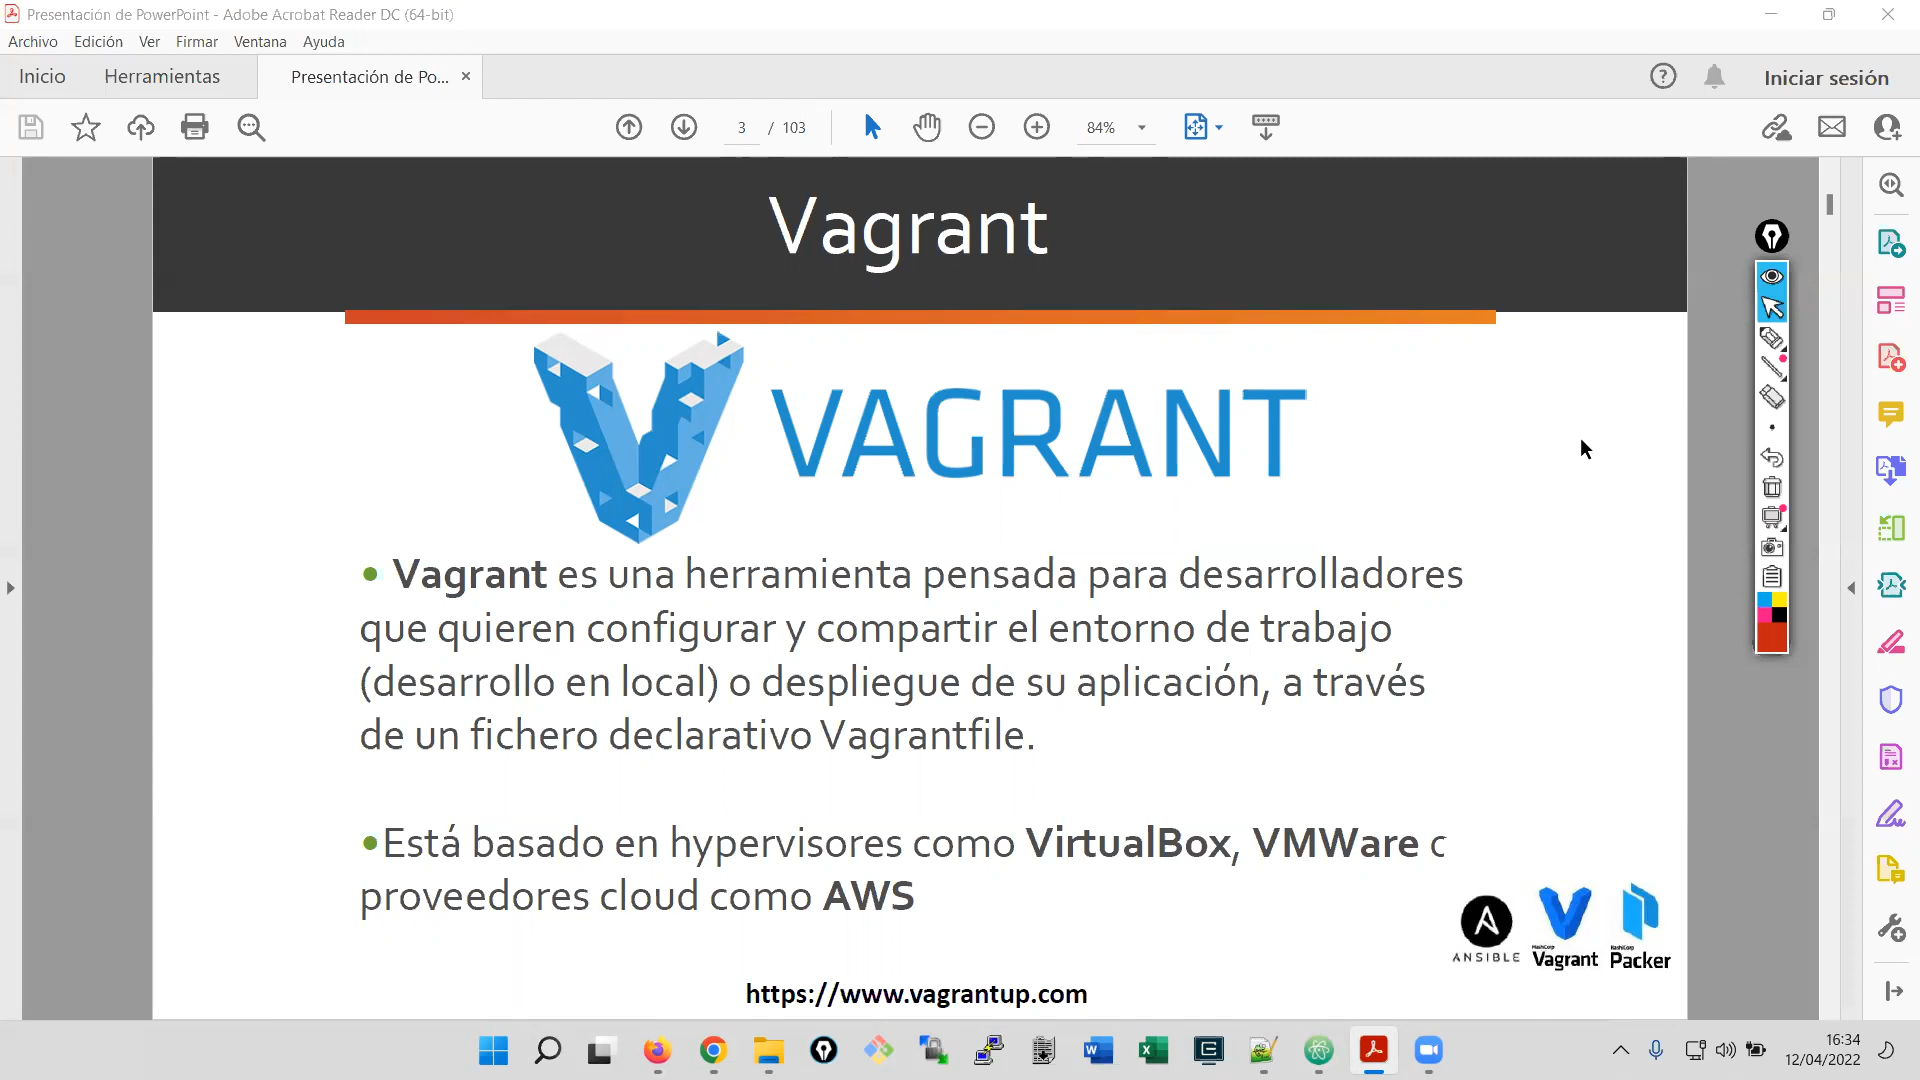 Presentación de PowerPoint - Adobe Acrobat Reader DC (64-bit)
Archivo Edición Ver Firmar Ventana Ayuda
Inicio Herramientas Presentación de Po... Iniciar sesión
3 / 103 84%
Vagrant
VAGRANT
• Vagrant es una herramienta pensada para desarrolladores
que quieren configurar y compartir el entorno de trabajo
(desarrollo en local) o despliegue de su aplicación, a través
de un fichero declarativo Vagrantfile.
•Está basado en hypervisores como VirtualBox, VMWare
proveedores cloud como AWS
ANSIBLE
HashiCorp
Vagrant
HashiCorp
Packer
https://www.vagrantup.com
16:34
12/04/2022